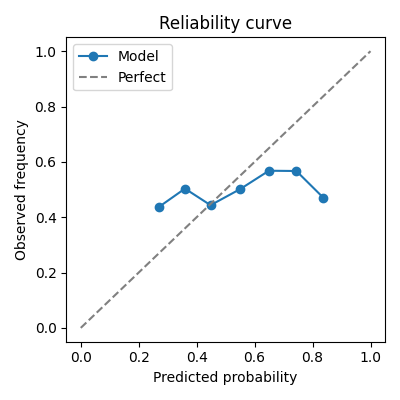 Reliability curve
Model
Perfect
1.0
0.8
0.6
0.4
0.2
0.0
Observed frequency
0.0 0.2 0.4 0.6 0.8 1.0
Predicted probability